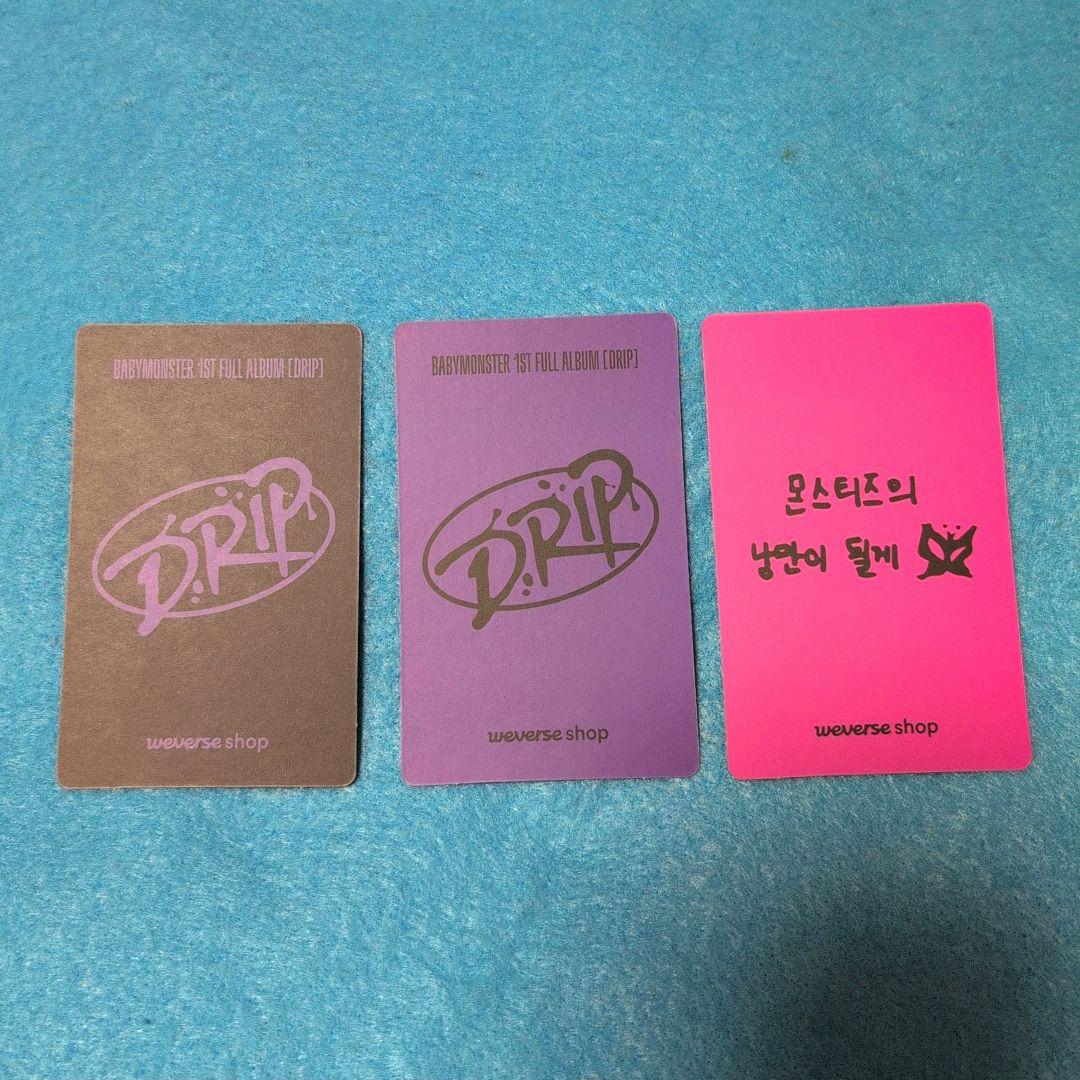 BABYMONSTER 1ST FULL ALBUM [DRIP]
DRIP
weverse shop
BABYMONSTER 1ST FULL ALBUM [DRIP]
DRIP
weverse shop
몬스티즈의
낭만이 될게
weverse shop